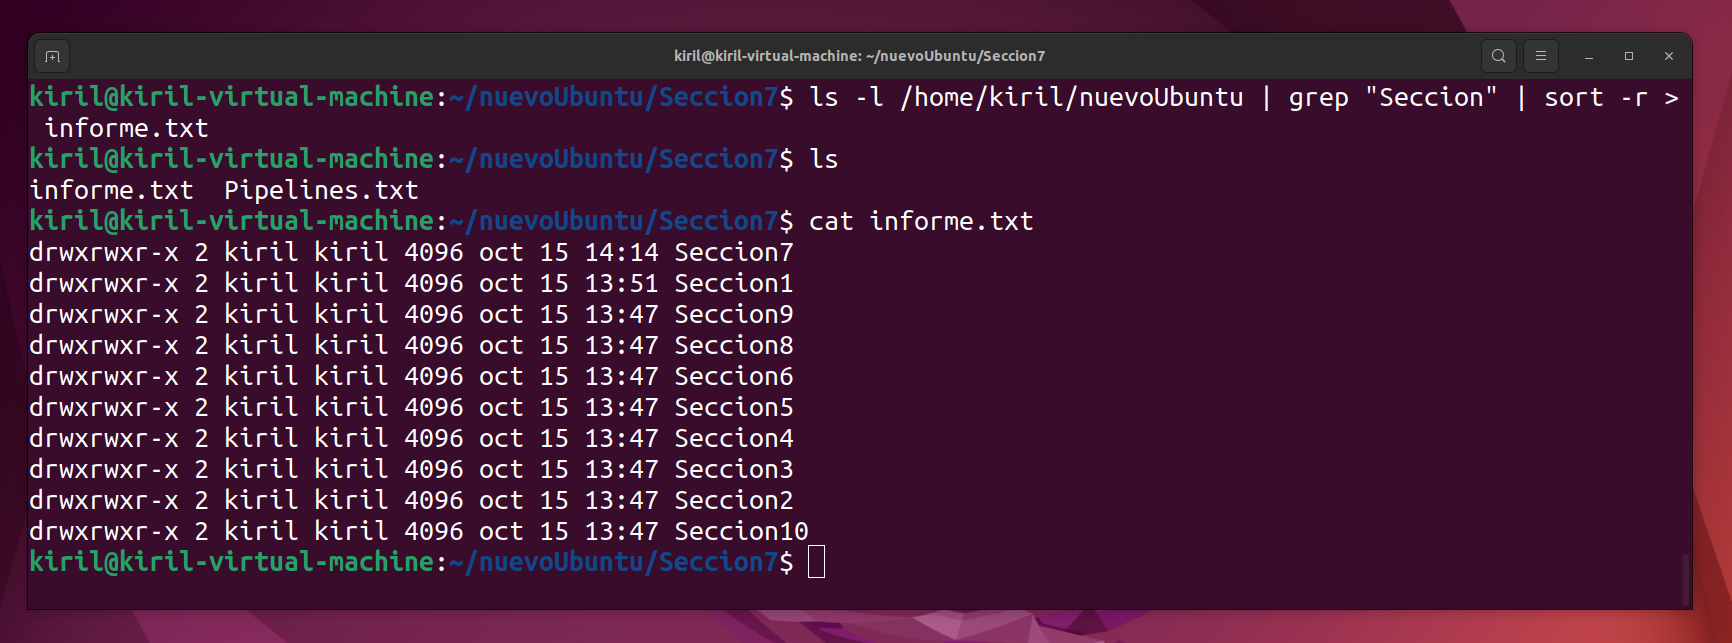 kiril@kiril-virtual-machine: ~/nuevoUbuntu/Seccion7
kiril@kiril-virtual-machine:~/nuevoUbuntu/Seccion7$ ls -l /home/kiril/nuevoUbuntu | grep "Seccion" | sort -r >
 informe.txt
kiril@kiril-virtual-machine:~/nuevoUbuntu/Seccion7$ ls
informe.txt  Pipelines.txt
kiril@kiril-virtual-machine:~/nuevoUbuntu/Seccion7$ cat informe.txt
drwxrwxr-x 2 kiril kiril 4096 oct 15 14:14 Seccion7
drwxrwxr-x 2 kiril kiril 4096 oct 15 13:51 Seccion1
drwxrwxr-x 2 kiril kiril 4096 oct 15 13:47 Seccion9
drwxrwxr-x 2 kiril kiril 4096 oct 15 13:47 Seccion8
drwxrwxr-x 2 kiril kiril 4096 oct 15 13:47 Seccion6
drwxrwxr-x 2 kiril kiril 4096 oct 15 13:47 Seccion5
drwxrwxr-x 2 kiril kiril 4096 oct 15 13:47 Seccion4
drwxrwxr-x 2 kiril kiril 4096 oct 15 13:47 Seccion3
drwxrwxr-x 2 kiril kiril 4096 oct 15 13:47 Seccion2
drwxrwxr-x 2 kiril kiril 4096 oct 15 13:47 Seccion10
kiril@kiril-virtual-machine:~/nuevoUbuntu/Seccion7$